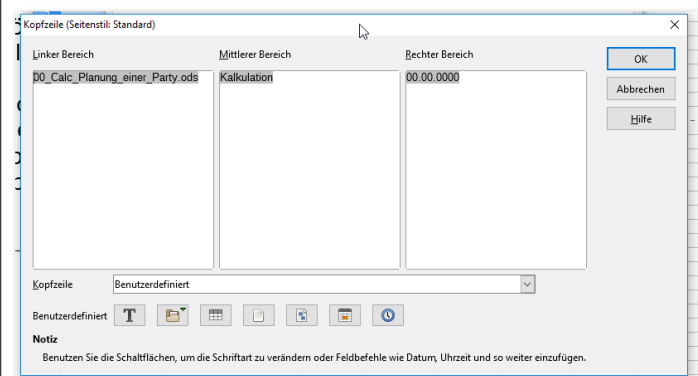 Kopfzeile (Seitenstil: Standard)
Linker Bereich
Mittlerer Bereich
Rechter Bereich
00_Calc_Planung_einer_Party.ods
Kalkulation
00.00.0000
OK
Abbrechen
Hilfe
Kopfzeile
Benutzerdefiniert
Benutzerdefiniert
T
Notiz
Benutzen Sie die Schaltflächen, um die Schriftart zu verändern oder Feldbefehle wie Datum, Uhrzeit und so weiter einzufügen.